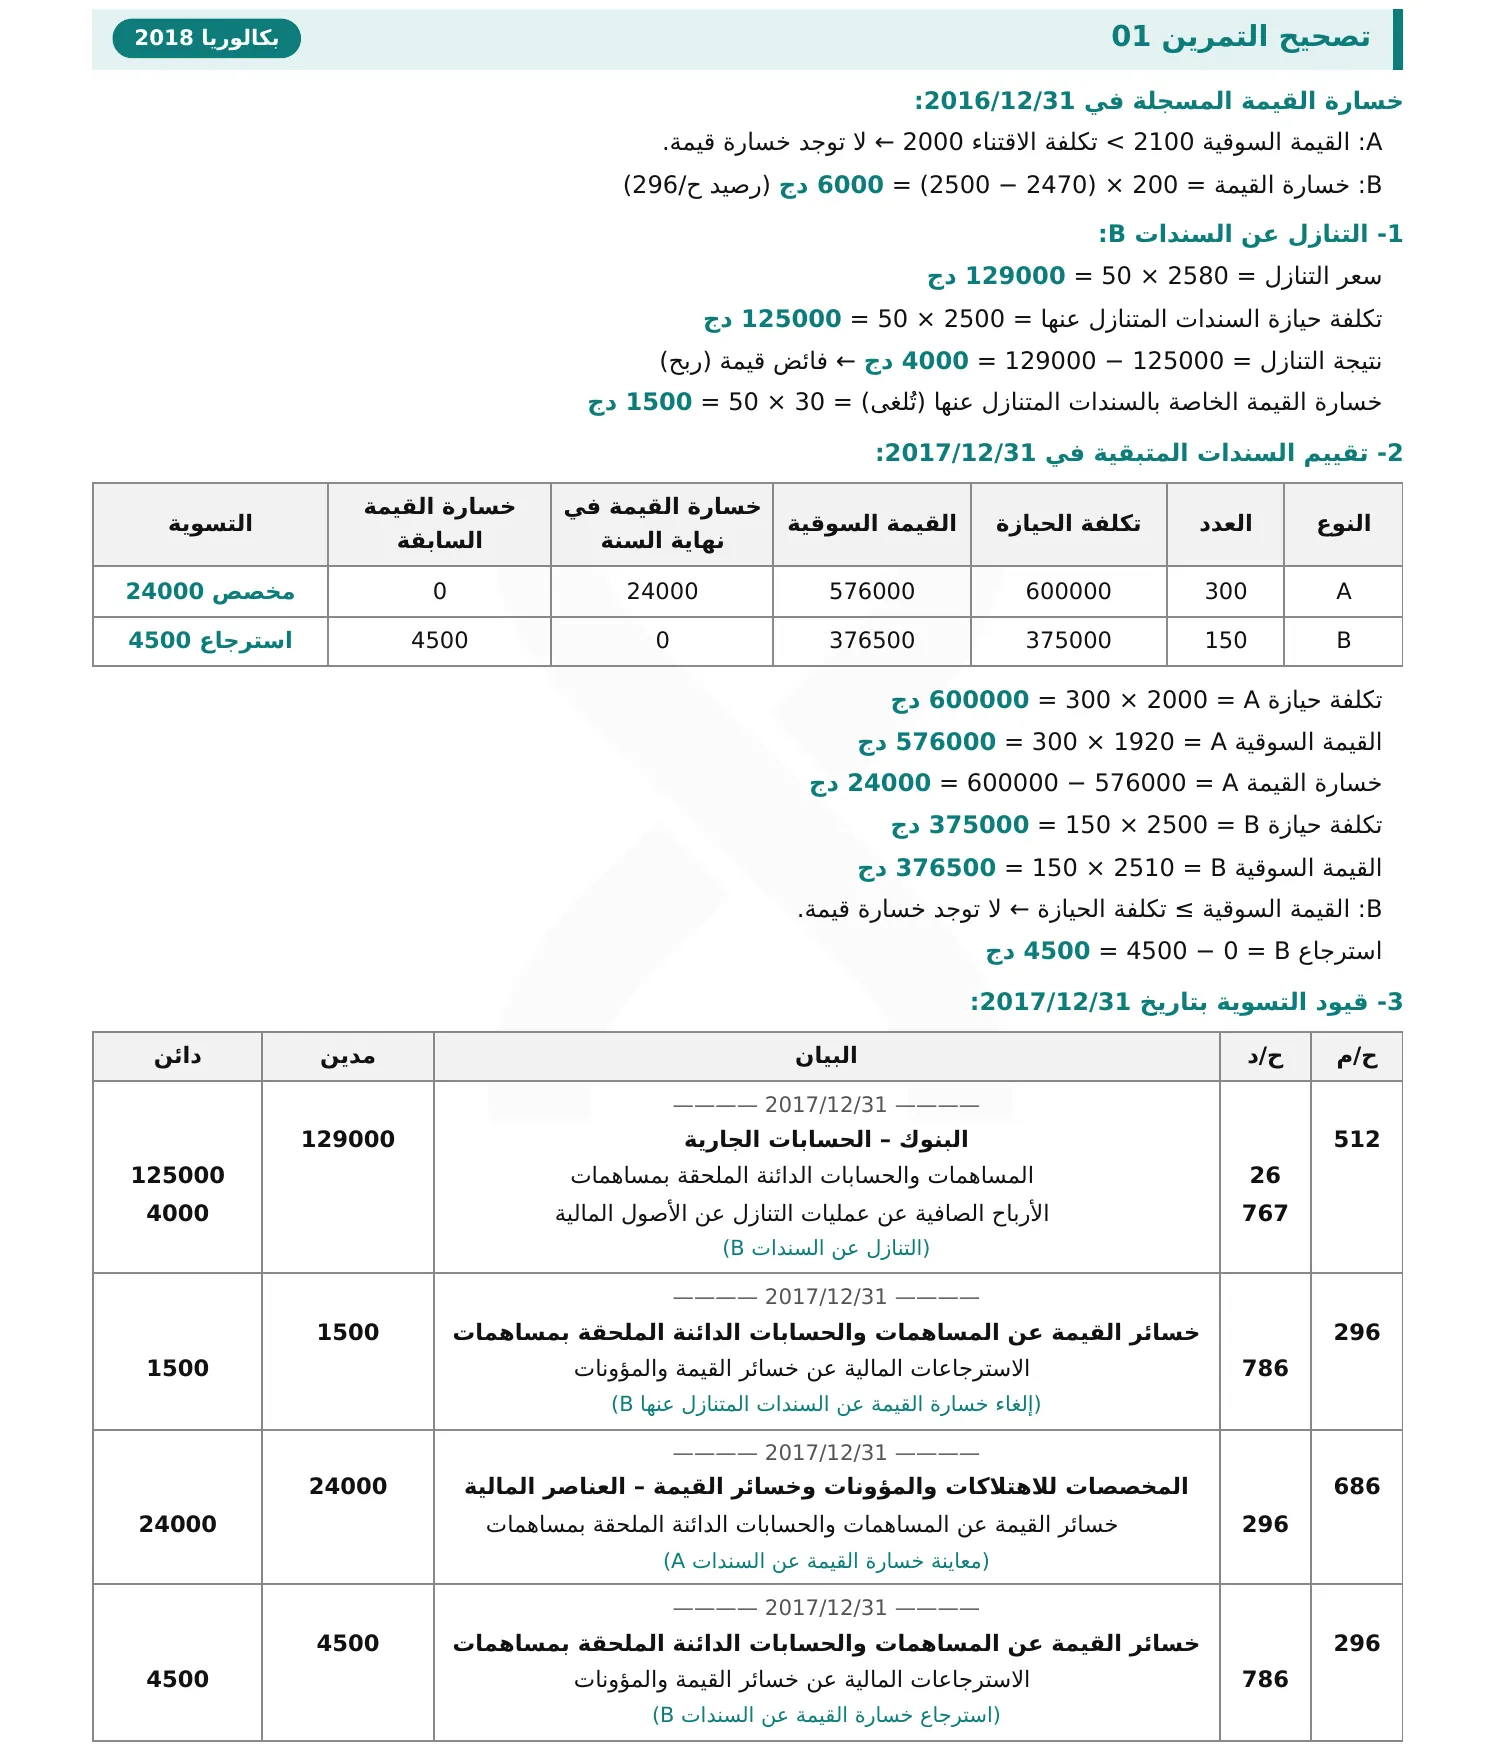 تصحيح التمرين 01
بكالوريا 2018
خسارة القيمة المسجلة في 2016/12/31:
A: القيمة السوقية 2100 > تكلفة الاقتناء 2000 ← لا توجد خسارة قيمة.
B: خسارة القيمة = 200 × (2470 − 2500) = 6000 دج (رصيد ح/296)
1- التنازل عن السندات B:
سعر التنازل = 2580 × 50 = 129000 دج
تكلفة حيازة السندات المتنازل عنها = 2500 × 50 = 125000 دج
نتيجة التنازل = 125000 − 129000 = 4000 دج ← فائض قيمة (ربح)
خسارة القيمة الخاصة بالسندات المتنازل عنها (تُلغى) = 30 × 50 = 1500 دج
2- تقييم السندات المتبقية في 2017/12/31:
النوع العدد تكلفة الحيازة القيمة السوقية خسارة القيمة في نهاية السنة خسارة القيمة السابقة التسوية
A 300 600000 576000 24000 0 مخصص 24000
B 150 375000 376500 0 4500 استرجاع 4500
تكلفة حيازة A = 2000 × 300 = 600000 دج
القيمة السوقية A = 1920 × 300 = 576000 دج
خسارة القيمة A = 576000 − 600000 = 24000 دج
تكلفة حيازة B = 2500 × 150 = 375000 دج
القيمة السوقية B = 2510 × 150 = 376500 دج
B: القيمة السوقية ≥ تكلفة الحيازة ← لا توجد خسارة قيمة.
استرجاع B = 0 − 4500 = 4500 دج
3- قيود التسوية بتاريخ 2017/12/31:
ح/م ح/د البيان مدين دائن
———— 2017/12/31 ————
512 البنوك – الحسابات الجارية 129000
26 المساهمات والحسابات الدائنة الملحقة بمساهمات 125000
767 الأرباح الصافية عن عمليات التنازل عن الأصول المالية 4000
(التنازل عن السندات B)
———— 2017/12/31 ————
296 خسائر القيمة عن المساهمات والحسابات الدائنة الملحقة بمساهمات 1500
786 الاسترجاعات المالية عن خسائر القيمة والمؤونات 1500
(إلغاء خسارة القيمة عن السندات المتنازل عنها B)
———— 2017/12/31 ————
686 المخصصات للاهتلاكات والمؤونات وخسائر القيمة – العناصر المالية 24000
296 خسائر القيمة عن المساهمات والحسابات الدائنة الملحقة بمساهمات 24000
(معاينة خسارة القيمة عن السندات A)
———— 2017/12/31 ————
296 خسائر القيمة عن المساهمات والحسابات الدائنة الملحقة بمساهمات 4500
786 الاسترجاعات المالية عن خسائر القيمة والمؤونات 4500
(استرجاع خسارة القيمة عن السندات B)